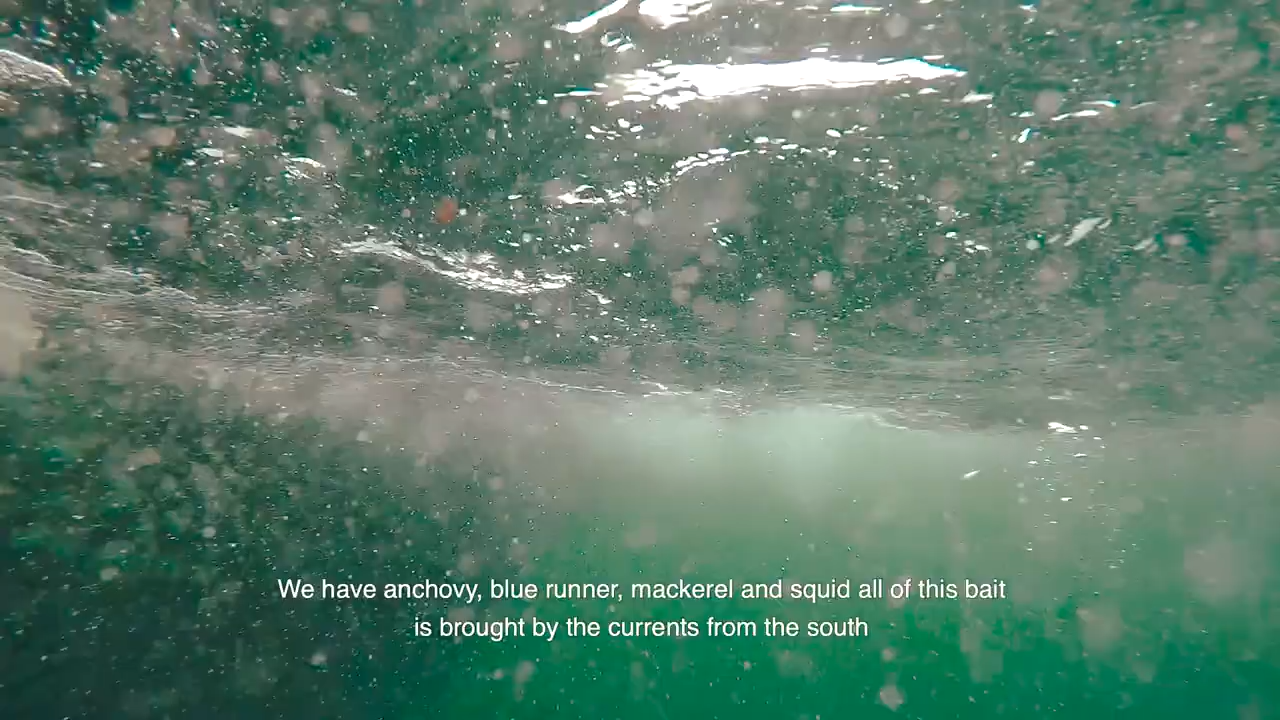 We have anchovy, blue runner, mackerel and squid all of this bait
is brought by the currents from the south